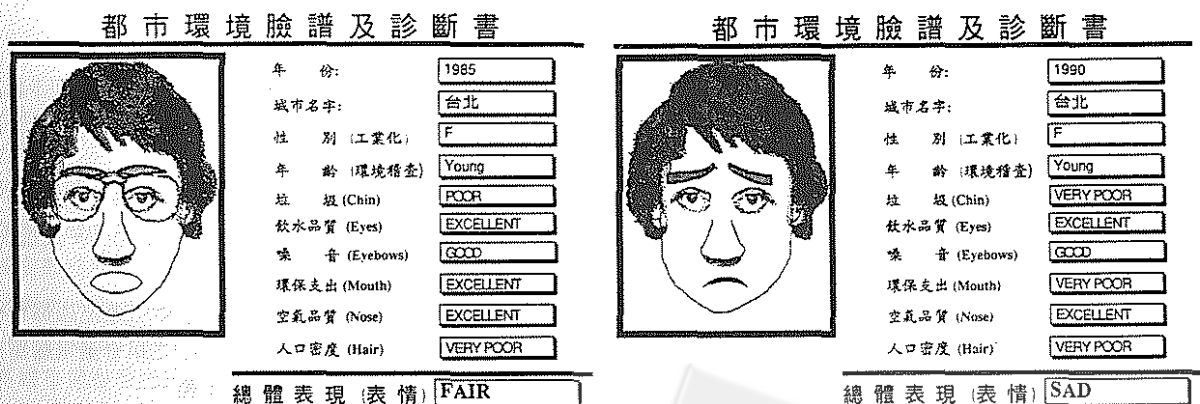 都市環境臉譜及診斷書
年 份: 1985
城市名字: 台北
性 別 (工業化) F
年 齡 (環境稽查) Young
垃 圾 (Chin) POOR
飲水品質 (Eyes) EXCELLENT
噪 音 (Eyebows) GOOD
環保支出 (Mouth) EXCELLENT
空氣品質 (Nose) EXCELLENT
人口密度 (Hair) VERY POOR
總體表現 (表情) FAIR
都市環境臉譜及診斷書
年 份: 1990
城市名字: 台北
性 別 (工業化) F
年 齡 (環境稽查) Young
垃 圾 (Chin) VERY POOR
飲水品質 (Eyes) EXCELLENT
噪 音 (Eyebows) GOOD
環保支出 (Mouth) VERY POOR
空氣品質 (Nose) EXCELLENT
人口密度 (Hair) VERY POOR
總體表現 (表情) SAD